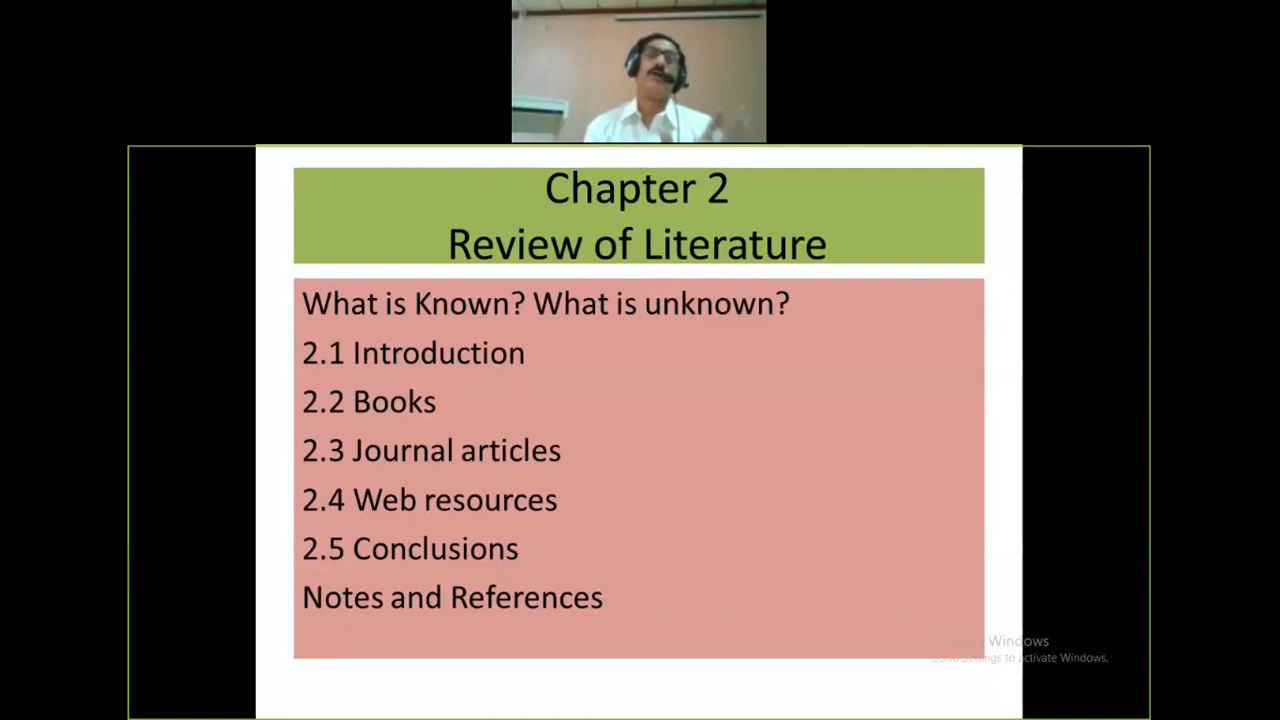 Chapter 2
Review of Literature
What is Known? What is unknown?
2.1 Introduction
2.2 Books
2.3 Journal articles
2.4 Web resources
2.5 Conclusions
Notes and References
Windows
to activate Windows.